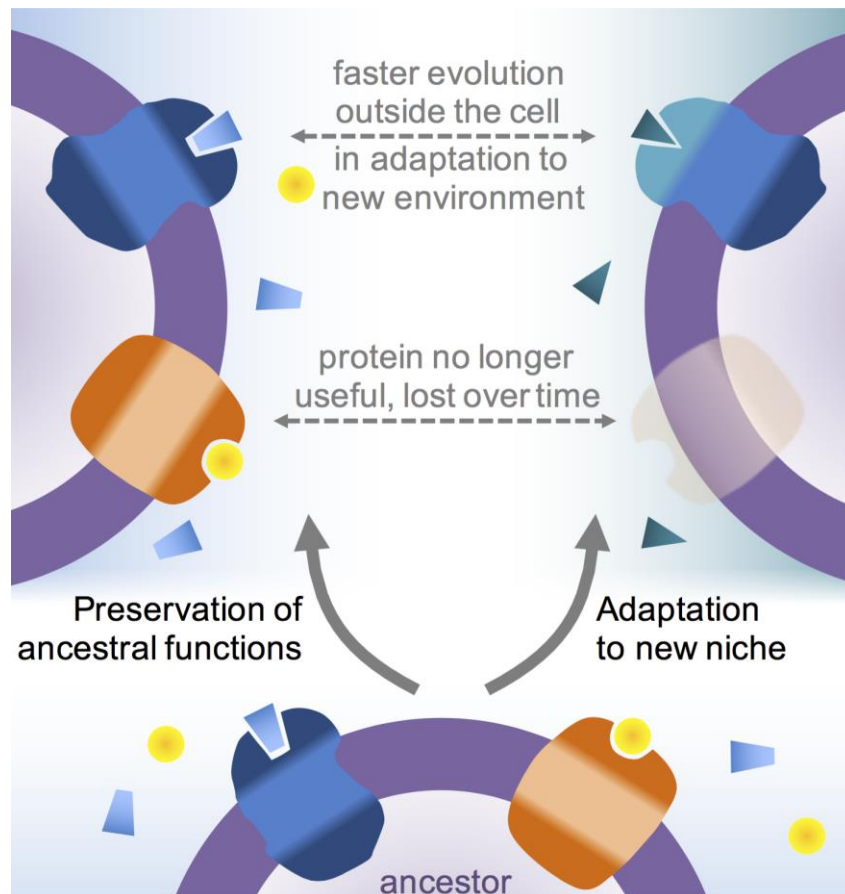 faster evolution
outside the cell
in adaptation to
new environment
protein no longer
useful, lost over time
Preservation of
ancestral functions
Adaptation
to new niche
ancestor